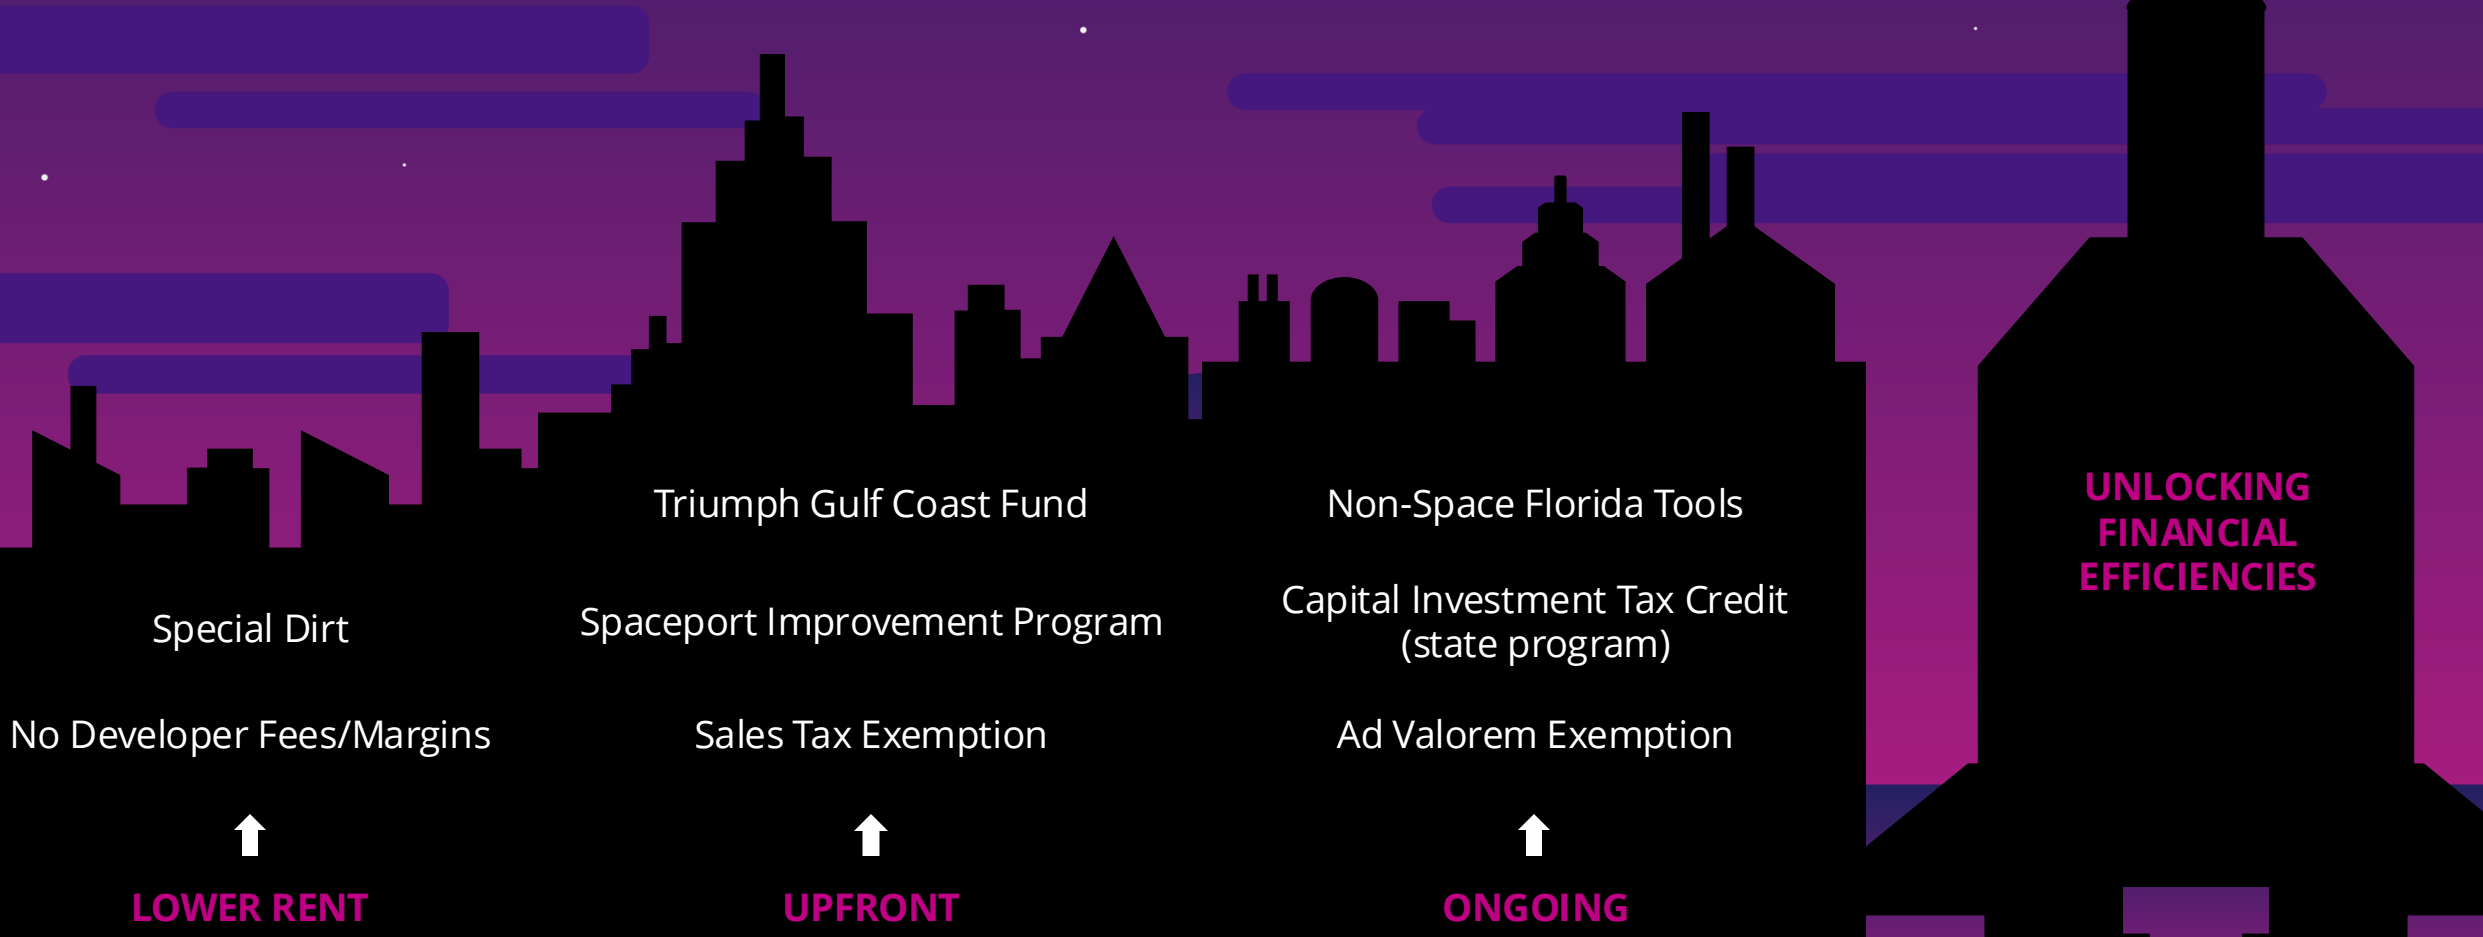 Triumph Gulf Coast Fund
Non-Space Florida Tools
UNLOCKING
FINANCIAL
EFFICIENCIES
Special Dirt
Spaceport Improvement Program
Capital Investment Tax Credit
(state program)
No Developer Fees/Margins
Sales Tax Exemption
Ad Valorem Exemption
LOWER RENT
UPFRONT
ONGOING